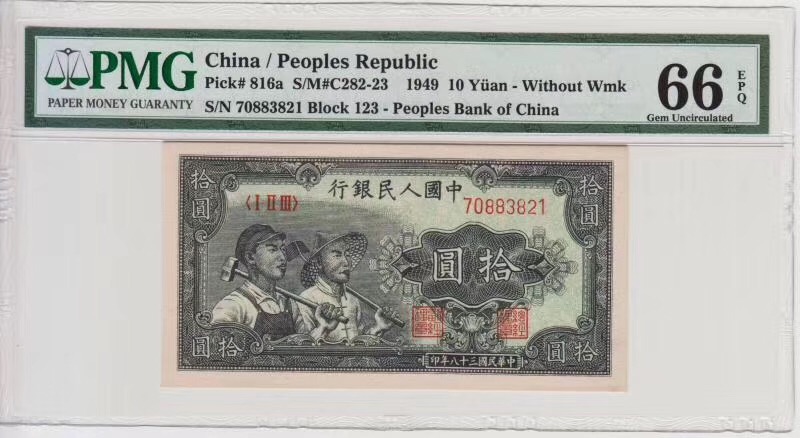 PMG
PAPER MONEY GUARANTY
China / Peoples Republic
Pick# 816a S/M#C282-23 1949 10 Yüan - Without Wmk
S/N 70883821 Block 123 - Peoples Bank of China
66 EPQ
Gem Uncirculated
行銀民人國中
〈I II III〉
70883821
拾圓
拾圓
圓拾
圓
拾
圓
拾
印年八十三國民華中